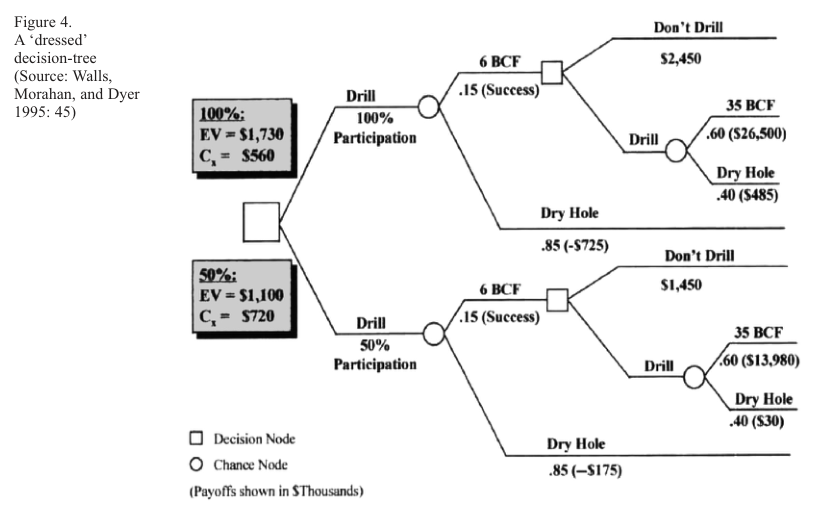 Figure 4.
A ‘dressed’
decision-tree
(Source: Walls,
Morahan, and Dyer
1995: 45)
100%:
EV = $1,730
Cx = $560
50%:
EV = $1,100
Cx = $720
Drill
100%
Participation
6 BCF
.15 (Success)
Don't Drill
$2,450
Drill
35 BCF
.60 ($26,500)
Dry Hole
.40 ($485)
Dry Hole
.85 (-$725)
Drill
50%
Participation
6 BCF
.15 (Success)
Don't Drill
$1,450
Drill
35 BCF
.60 ($13,980)
Dry Hole
.40 ($30)
Dry Hole
.85 (–$175)
Decision Node
Chance Node
(Payoffs shown in $Thousands)